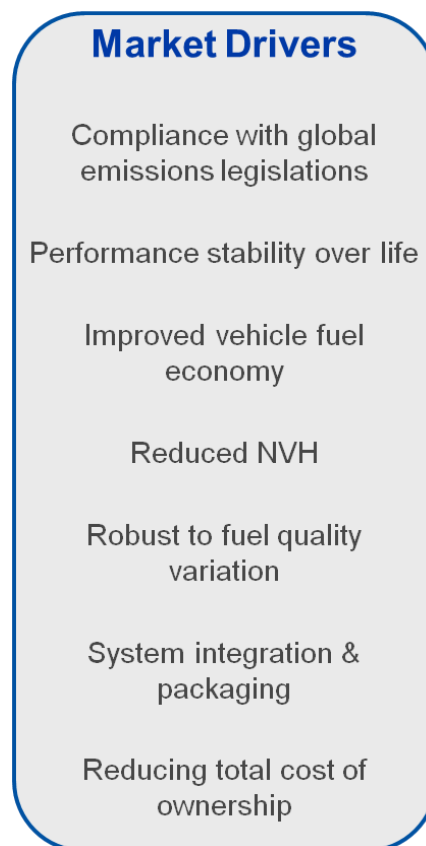 Market Drivers
Compliance with global
emissions legislations
Performance stability over life
Improved vehicle fuel
economy
Reduced NVH
Robust to fuel quality
variation
System integration &
packaging
Reducing total cost of
ownership